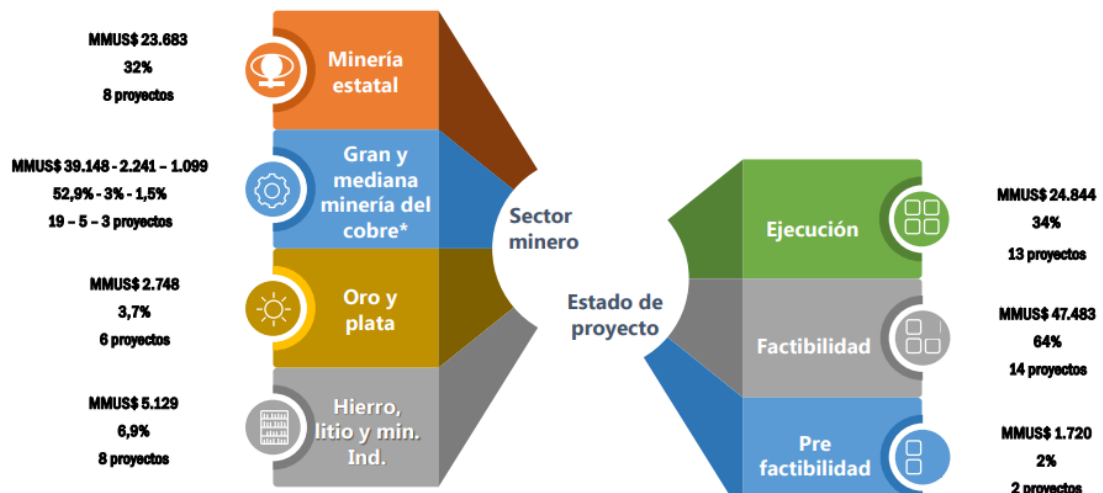 MMUS$ 23.683
32%
8 proyectos
Minería
estatal
MMUS$ 39.148 - 2.241 – 1.099
52,9% - 3% - 1,5%
19 – 5 – 3 proyectos
Gran y
mediana
minería del
cobre*
MMUS$ 2.748
3,7%
6 proyectos
Oro y
plata
MMUS$ 5.129
6,9%
8 proyectos
Hierro,
litio y min.
Ind.
Sector
minero
Estado de
proyecto
Ejecución
MMUS$ 24.844
34%
13 proyectos
Factibilidad
MMUS$ 47.483
64%
14 proyectos
Pre
factibilidad
MMUS$ 1.720
2%
2 proyectos